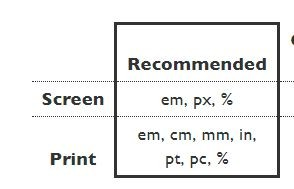 Recommended
Screen em, px, %
em, cm, mm, in,
Print pt, pc, %